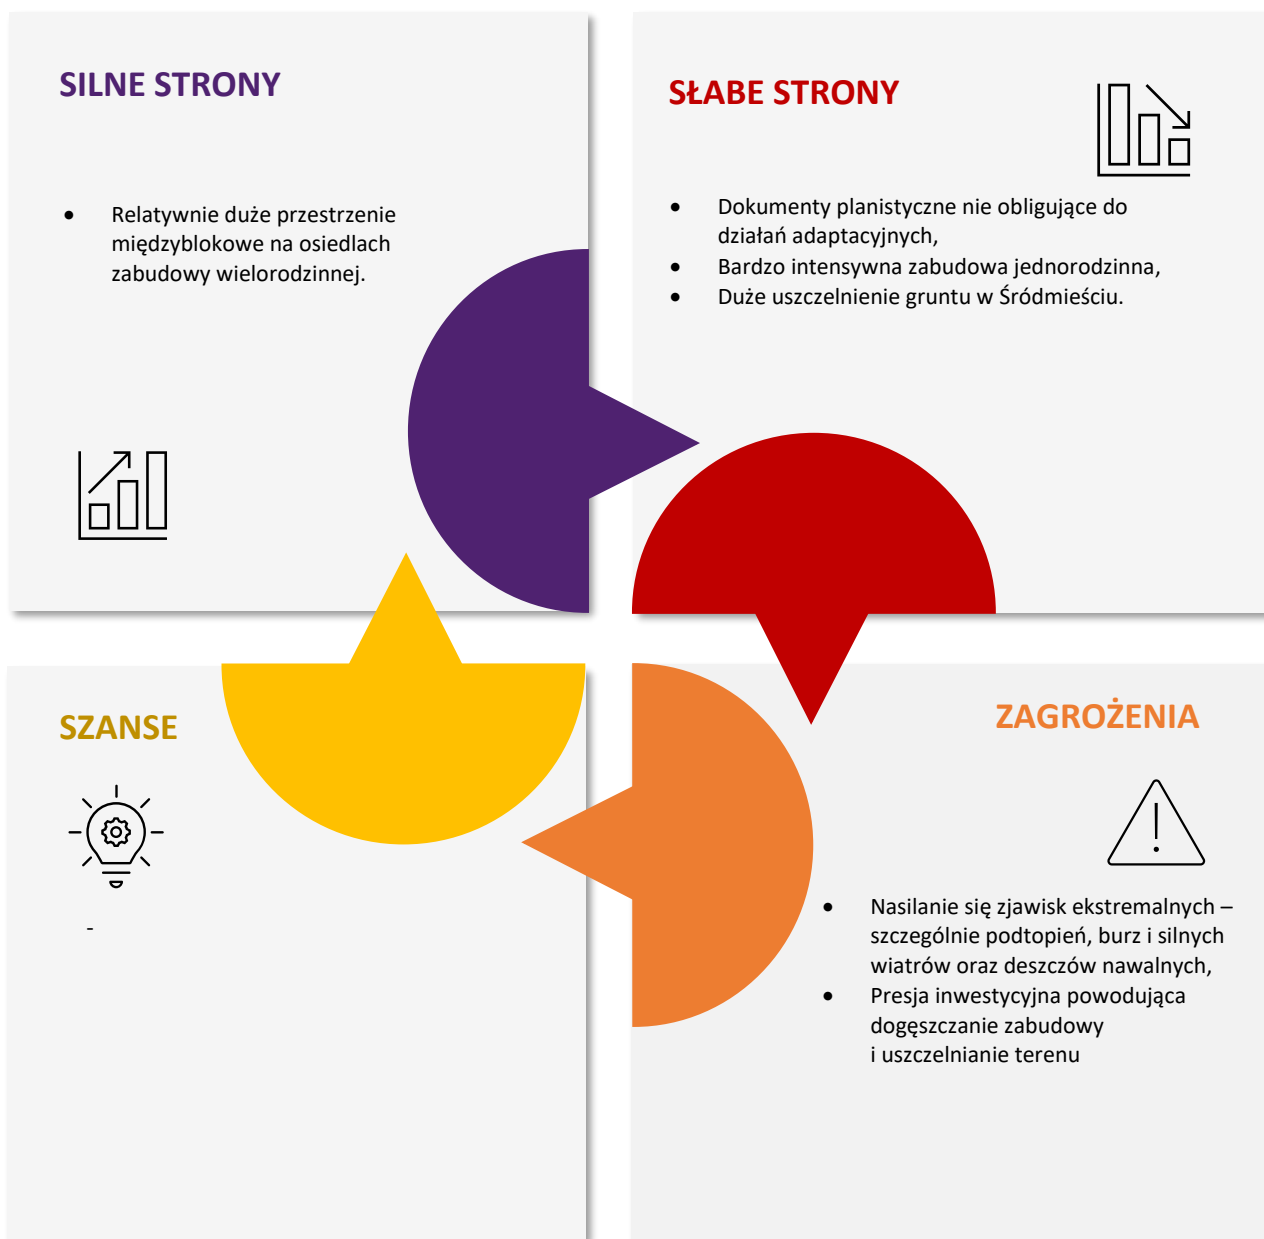 SILNE STRONY
• Relatywnie duże przestrzenie
międzyblokowe na osiedlach
zabudowy wielorodzinnej.
SŁABE STRONY
• Dokumenty planistyczne nie obligujące do
działań adaptacyjnych,
• Bardzo intensywna zabudowa jednorodzinna,
• Duże uszczelnienie gruntu w Śródmieściu.
SZANSE
-
ZAGROŻENIA
• Nasilanie się zjawisk ekstremalnych –
szczególnie podtopień, burz i silnych
wiatrów oraz deszczów nawalnych,
• Presja inwestycyjna powodująca
dogęszczanie zabudowy
i uszczelnianie terenu